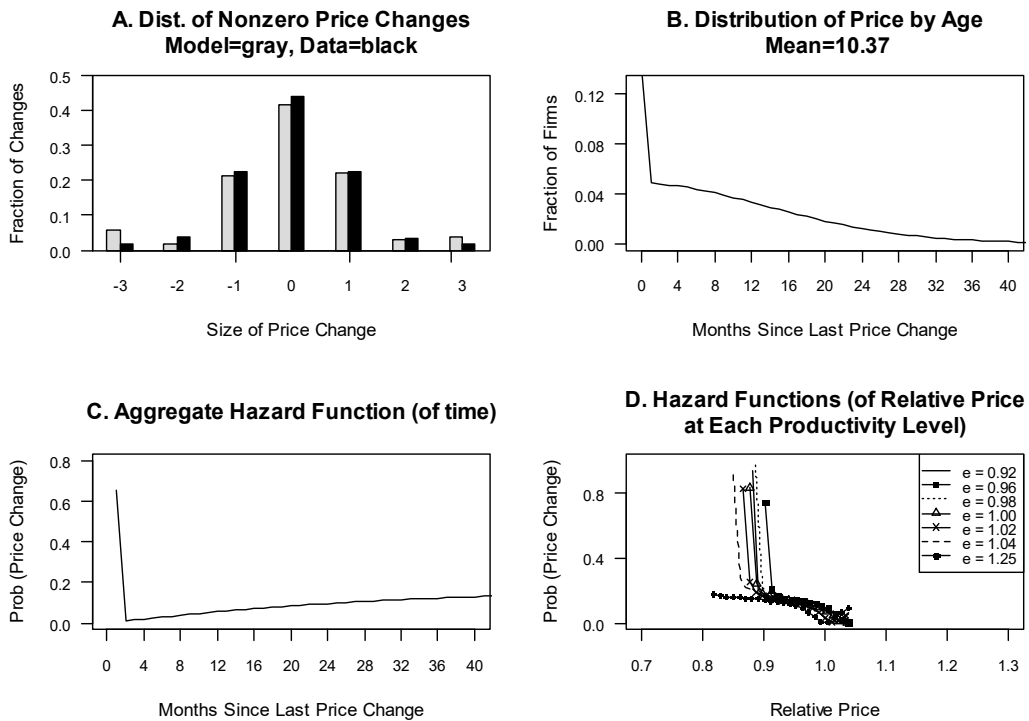 A. Dist. of Nonzero Price Changes
Model=gray, Data=black
Fraction of Changes
0.5
0.4
0.3
0.2
0.1
0.0
-3 -2 -1 0 1 2 3
Size of Price Change
B. Distribution of Price by Age
Mean=10.37
Fraction of Firms
0.12
0.08
0.04
0.00
0 4 8 12 16 20 24 28 32 36 40
Months Since Last Price Change
C. Aggregate Hazard Function (of time)
Prob (Price Change)
0.8
0.6
0.4
0.2
0.0
0 4 8 12 16 20 24 28 32 36 40
Months Since Last Price Change
D. Hazard Functions (of Relative Price
at Each Productivity Level)
Prob (Price Change)
0.8
0.4
0.0
e = 0.92
e = 0.96
e = 0.98
e = 1.00
e = 1.02
e = 1.04
e = 1.25
0.7 0.8 0.9 1.0 1.1 1.2 1.3
Relative Price